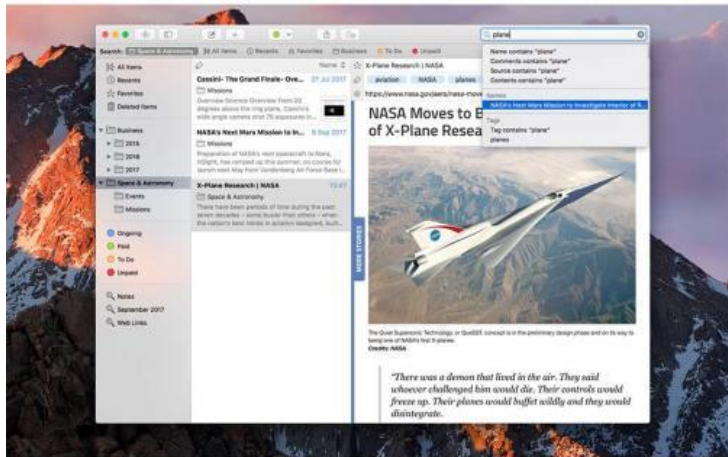 plane
Search: Space & Astronomy All Items Recents Favorites Business To Do Unpaid
Name contains "plane"
Comments contains "plane"
Source contains "plane"
Contents contains "plane"
Names
NASA's Next Mars Mission to Investigate Interior of
Tags
Tag contains "plane"
planes
All Items
Recents
Favorites
Deleted Items
Business
2015
2016
2017
Space & Astronomy
Events
Missions
Ongoing
Paid
To Do
Unpaid
Notes
September 2017
Web Links
Name
Cassini- The Grand Finale- Ove... 27 Jul 2017
Missions
Overview Science Overview From 20
degrees above the ring plane, Cassini's
wide angle camera shot 75 exposures in
NASA's Next Mars Mission to In... 9 Sep 2017
Missions
Preparation of NASA's next spacecraft to Mars,
InSight, has ramped up this summer, on course for
launch next May from Vandenberg Air Force Base
X-Plane Research | NASA
Space & Astronomy
There have been periods of time during the past
seven decades – some busier than others – when
the nation's best minds in aviation designed, built
X-Plane Research | NASA
aviation NASA planes
https://www.nasa.gov/aero/nasa-move
NASA Moves to B
of X-Plane Resea
MORE STORIES
The Quiet Supersonic Technology, or QueSST, concept is in the preliminary design phase and on its way to
being one of NASA's first X-planes.
Credits: NASA
"There was a demon that lived in the air. They said
whoever challenged him would die. Their controls would
freeze up. Their planes would buffet wildly and they would
disintegrate.